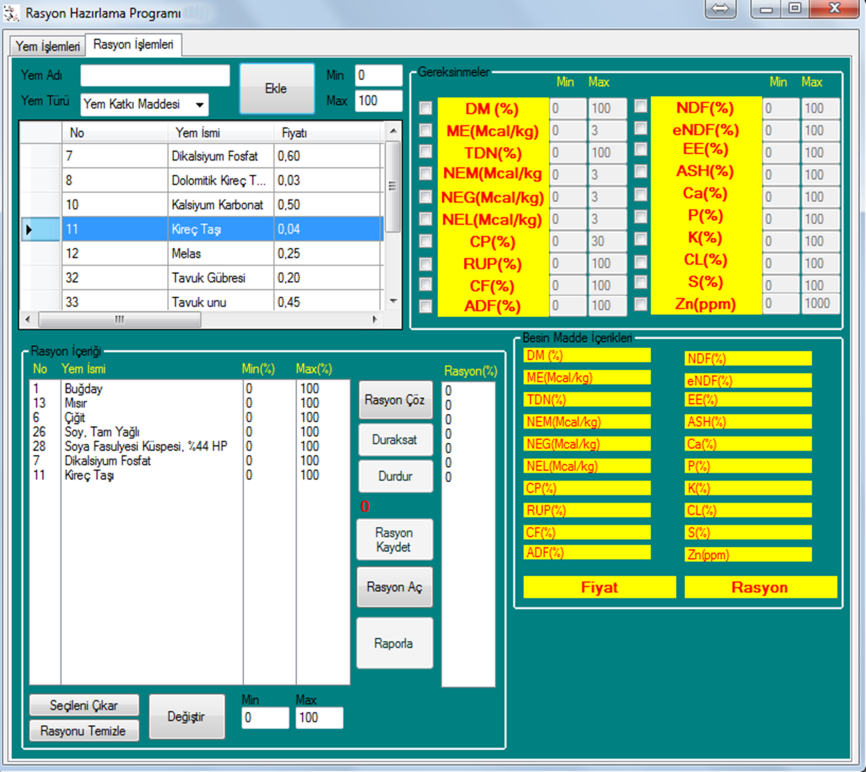 Rasyon Hazırlama Programı
Yem İşlemleri Rasyon İşlemleri
Yem Adı Ekle Min 0
Yem Türü Yem Katkı Maddesi Max 100
No Yem İsmi Fiyatı
7 Dikalsiyum Fosfat 0,60
8 Dolomitik Kireç T... 0,03
10 Kalsiyum Karbonat 0,50
11 Kireç Taşı 0,04
12 Melas 0,25
32 Tavuk Gübresi 0,20
33 Tavuk unu 0,45
Gereksinmeler
Min Max Min Max
DM (%) 0 100 NDF(%) 0 100
ME(Mcal/kg) 0 3 eNDF(%) 0 100
TDN(%) 0 100 EE(%) 0 100
NEM(Mcal/kg 0 3 ASH(%) 0 100
NEG(Mcal/kg) 0 3 Ca(%) 0 100
NEL(Mcal/kg) 0 3 P(%) 0 100
CP(%) 0 30 K(%) 0 100
RUP(%) 0 100 CL(%) 0 100
CF(%) 0 100 S(%) 0 100
ADF(%) 0 100 Zn(ppm) 0 1000
Rasyon İçeriği
No Yem İsmi Min(%) Max(%) Rasyon(%)
1 Buğday 0 100 0
13 Mısır 0 100 0
6 Çiğit 0 100 0
26 Soy, Tam Yağlı 0 100 0
28 Soya Fasulyesi Küspesi, %44 HP 0 100 0
7 Dikalsiyum Fosfat 0 100 0
11 Kireç Taşı 0 100 0
Rasyon Çöz
Duraksat
Durdur
0
Rasyon
Kaydet
Rasyon Aç
Raporla
Seçileni Çıkar
Rasyonu Temizle
Değiştir
Min Max
0 100
Besin Madde İçerikleri
DM (%) NDF(%)
ME(Mcal/kg) eNDF(%)
TDN(%) EE(%)
NEM(Mcal/kg) ASH(%)
NEG(Mcal/kg) Ca(%)
NEL(Mcal/kg) P(%)
CP(%) K(%)
RUP(%) CL(%)
CF(%) S(%)
ADF(%) Zn(ppm)
Fiyat Rasyon